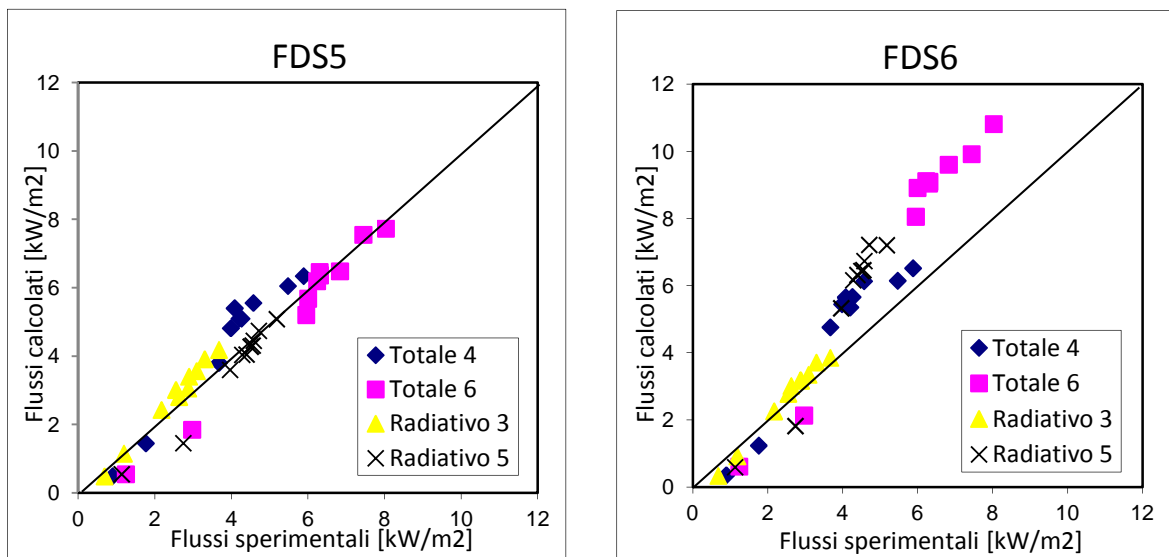 FDS5
12
10
8
6
4
2
0
0 2 4 6 8 10 12
Flussi calcolati [kW/m2]
Flussi sperimentali [kW/m2]
Totale 4
Totale 6
Radiativo 3
Radiativo 5
FDS6
12
10
8
6
4
2
0
0 2 4 6 8 10 12
Flussi calcolati [kW/m2]
Flussi sperimentali [kW/m2]
Totale 4
Totale 6
Radiativo 3
Radiativo 5